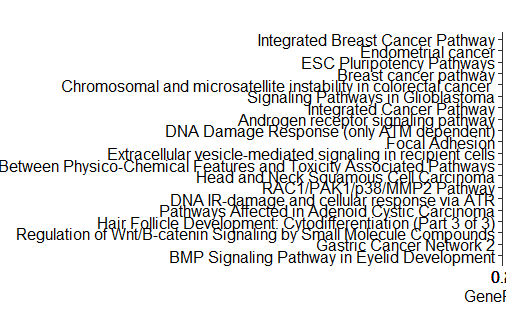 Integrated Breast Cancer Pathway
Endometrial cancer
ESC Pluripotency Pathways
Breast cancer pathway
Chromosomal and microsatellite instability in colorectal cancer
Signaling Pathways in Glioblastoma
Integrated Cancer Pathway
Androgen receptor signaling pathway
DNA Damage Response (only ATM dependent)
Focal Adhesion
Extracellular vesicle-mediated signaling in recipient cells
Between Physico-Chemical Features and Toxicity Associated Pathways
Head and Neck Squamous Cell Carcinoma
RAC1/PAK1/p38/MMP2 Pathway
DNA IR-damage and cellular response via ATR
Pathways Affected in Adenoid Cystic Carcinoma
Hair Follicle Development: Cytodifferentiation (Part 3 of 3)
Regulation of Wnt/B-catenin Signaling by Small Molecule Compounds
Gastric Cancer Network 2
BMP Signaling Pathway in Eyelid Development